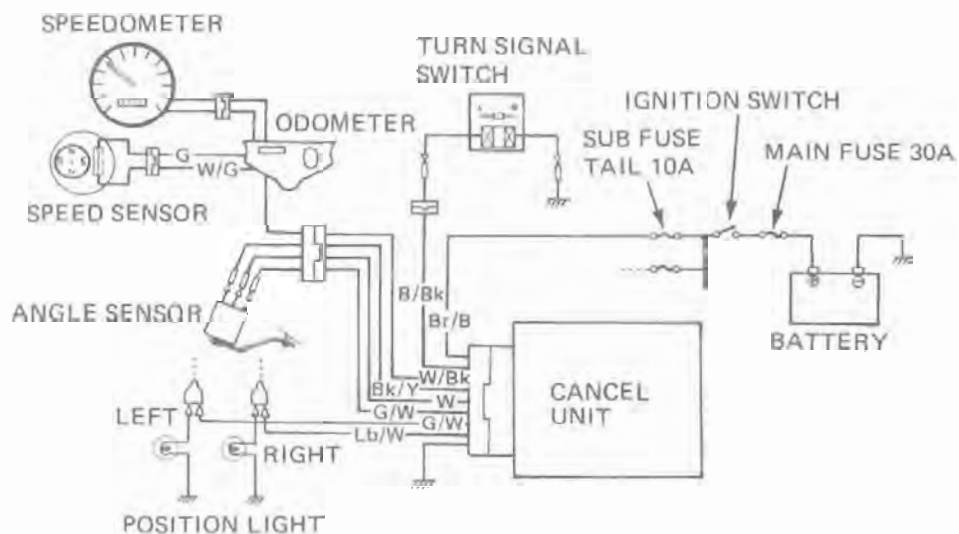 SPEEDOMETER
TURN SIGNAL
SWITCH
IGNITION SWITCH
ODOMETER
SUB FUSE
TAIL 10A
MAIN FUSE 30A
G
W/G
SPEED SENSOR
B/Bk
ANGLE SENSOR
Br/B
BATTERY
W/Bk
Bk/Y
W
CANCEL
UNIT
G/W
G/W
LEFT
Lb/W
RIGHT
POSITION LIGHT